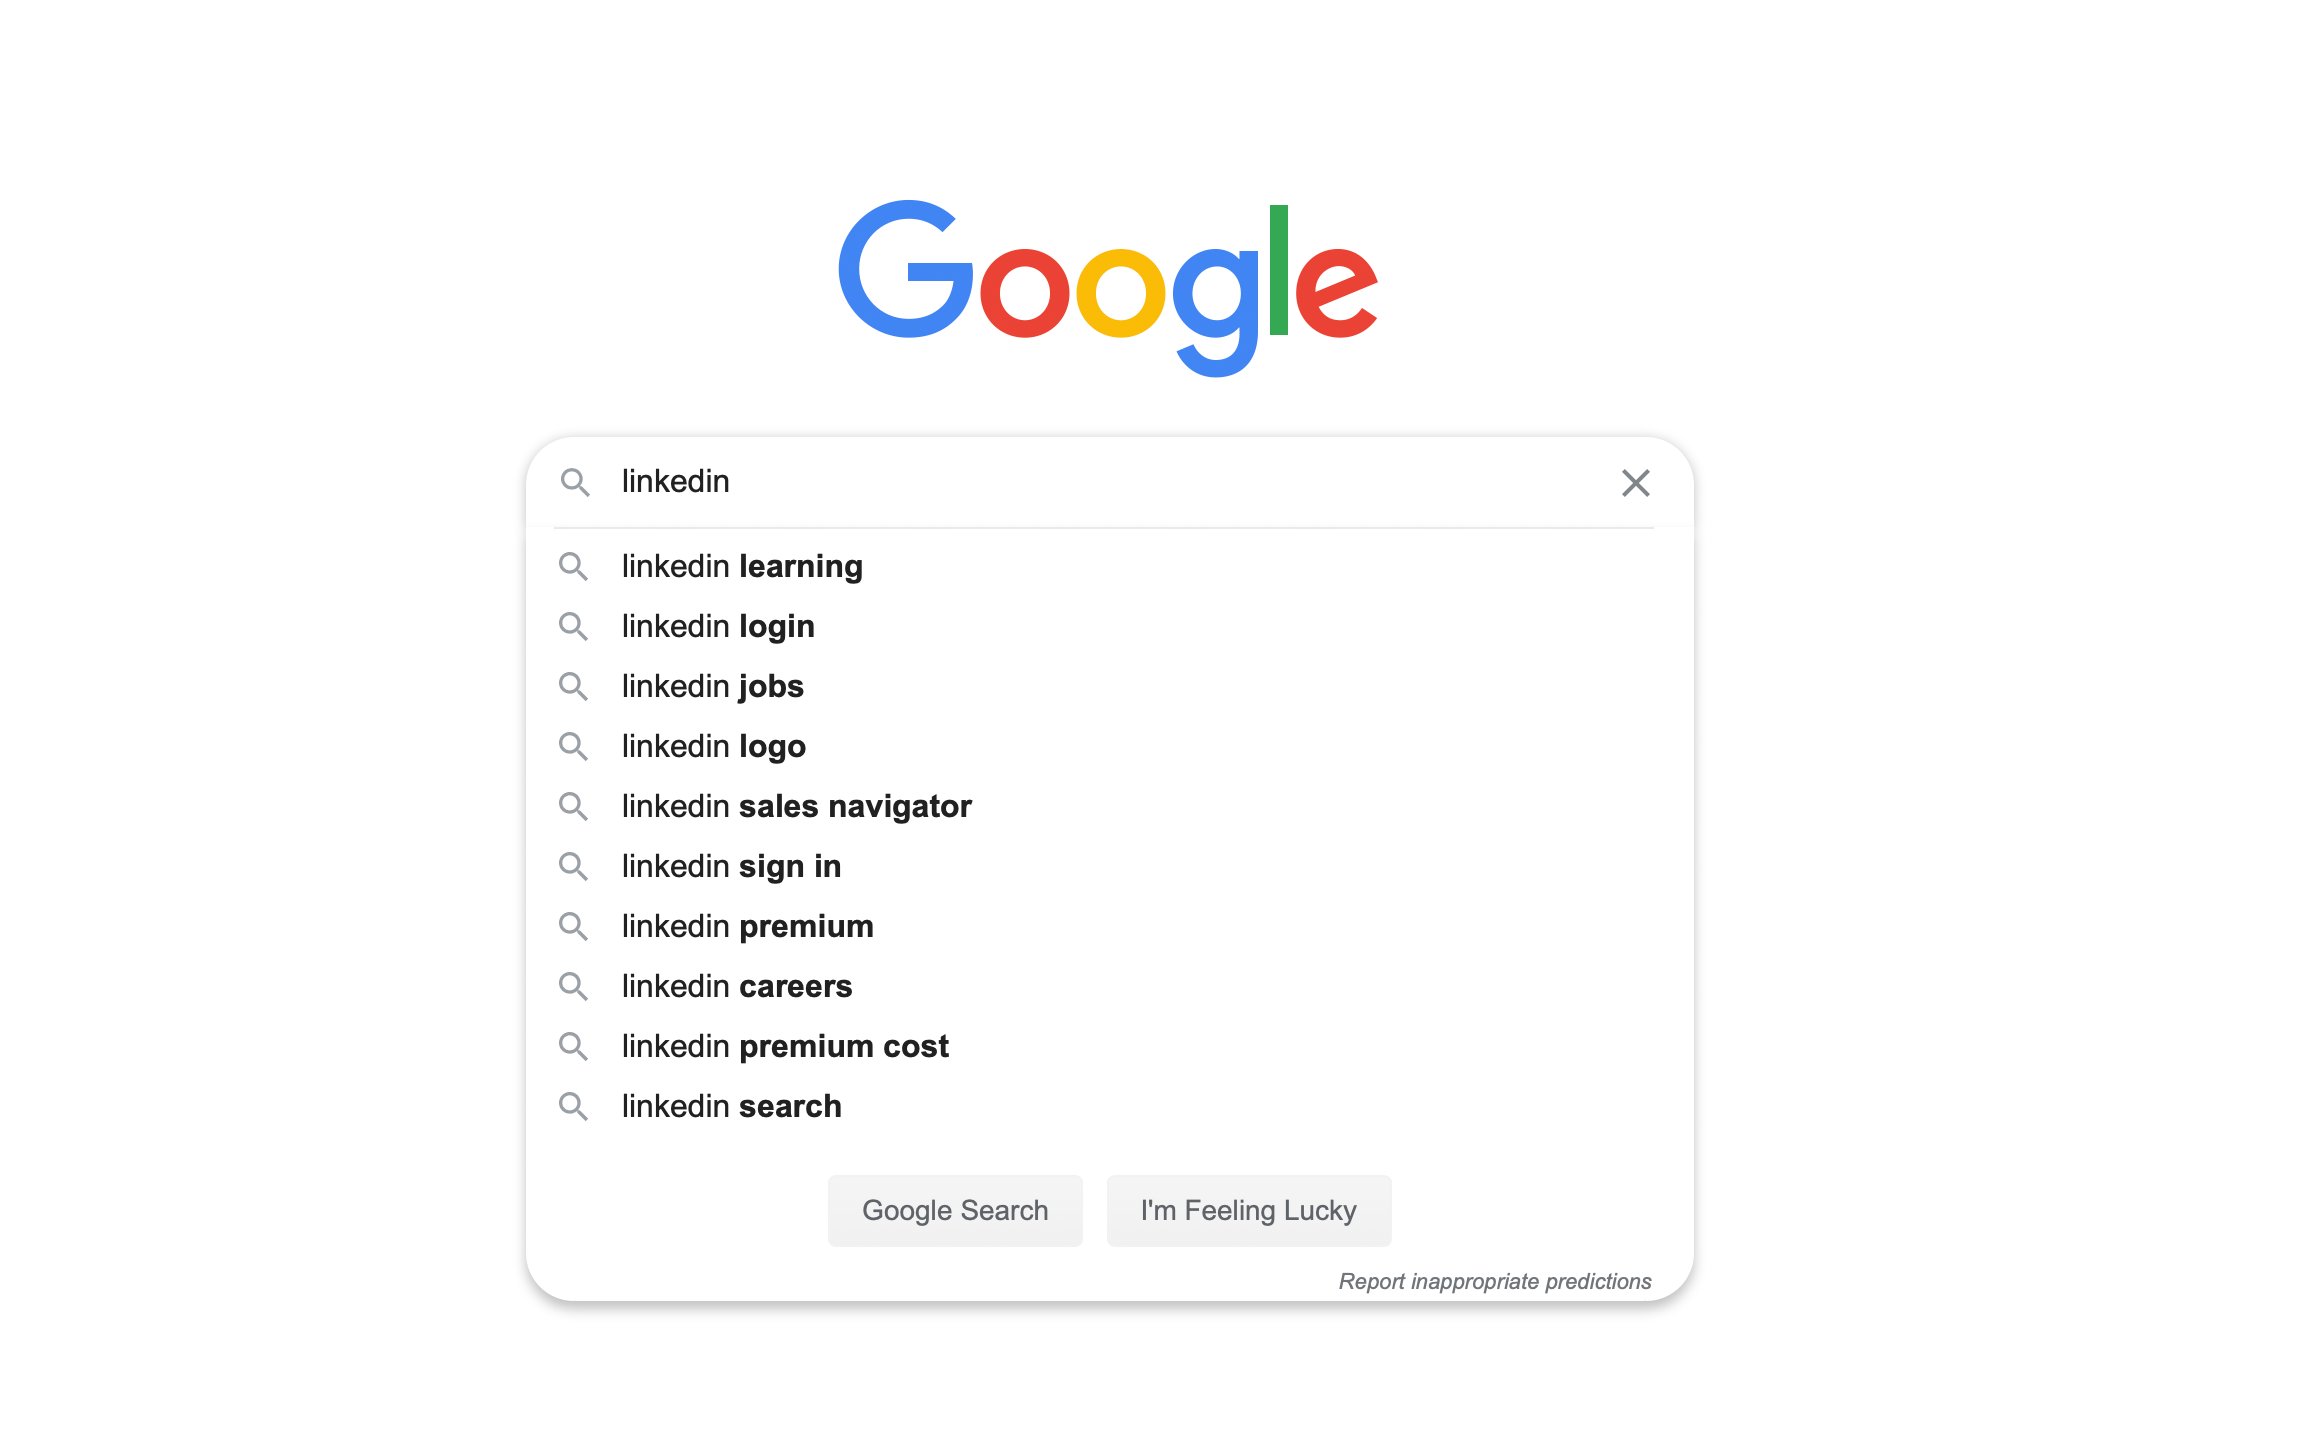 Google
linkedin
linkedin learning
linkedin login
linkedin jobs
linkedin logo
linkedin sales navigator
linkedin sign in
linkedin premium
linkedin careers
linkedin premium cost
linkedin search
Google Search I'm Feeling Lucky
Report inappropriate predictions